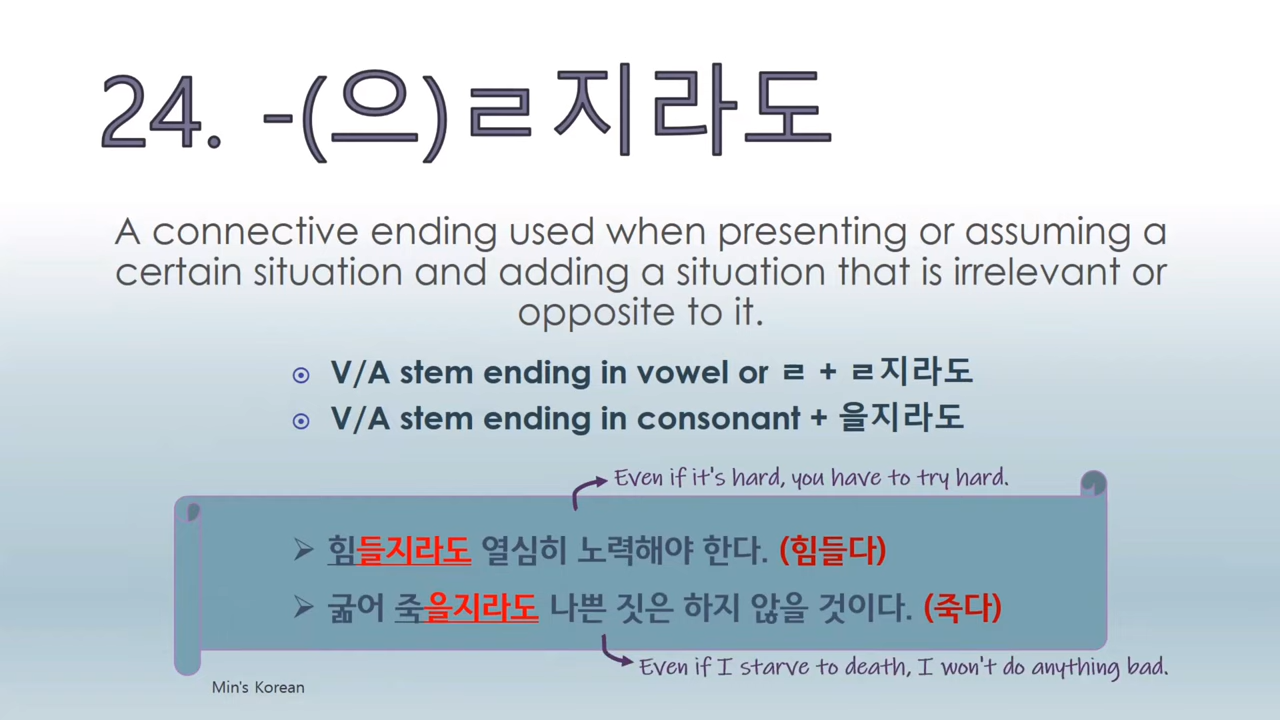 24. -(으)ㄹ지라도
A connective ending used when presenting or assuming a
certain situation and adding a situation that is irrelevant or
opposite to it.
V/A stem ending in vowel or ㄹ + ㄹ지라도
V/A stem ending in consonant + 을지라도
Even if it's hard, you have to try hard.
힘들지라도 열심히 노력해야 한다. (힘들다)
굶어 죽을지라도 나쁜 짓은 하지 않을 것이다. (죽다)
Even if I starve to death, I won't do anything bad.
Min's Korean